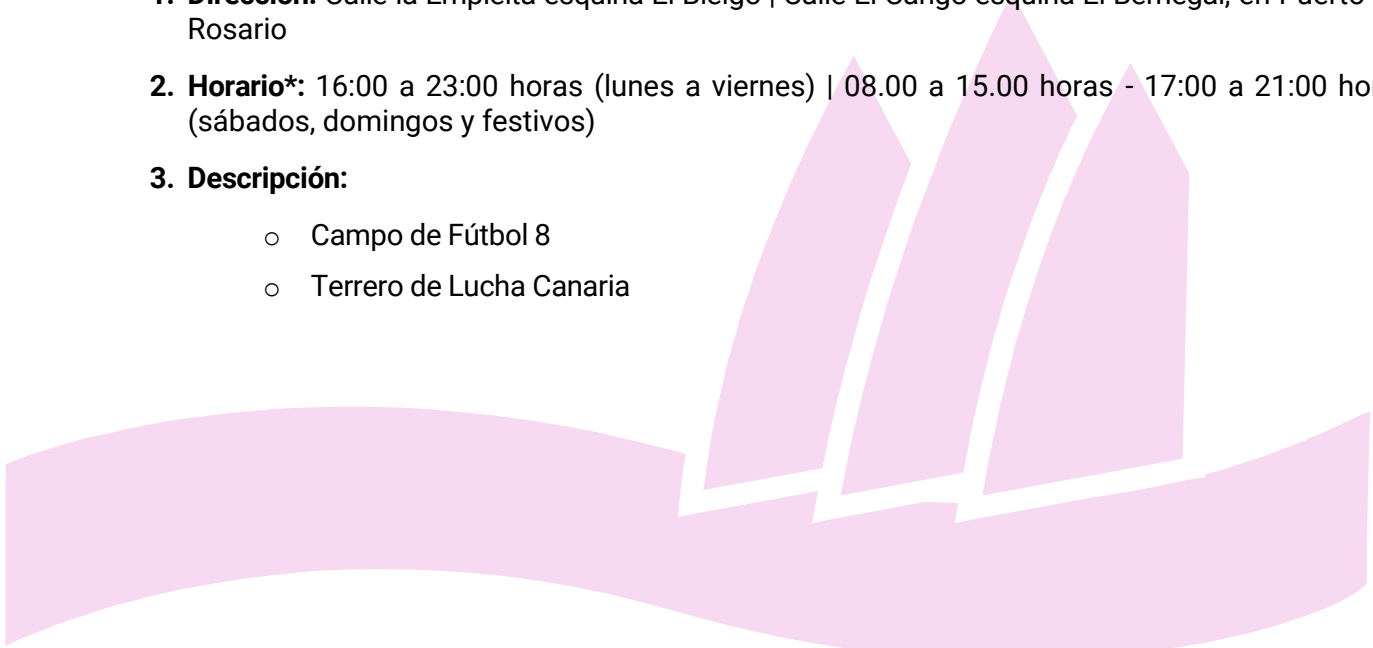 Rosario
2. Horario*: 16:00 a 23:00 horas (lunes a viernes) | 08.00 a 15.00 horas - 17:00 a 21:00
(sábados, domingos y festivos)
3. Descripción:
o Campo de Fútbol 8
o Terrero de Lucha Canaria